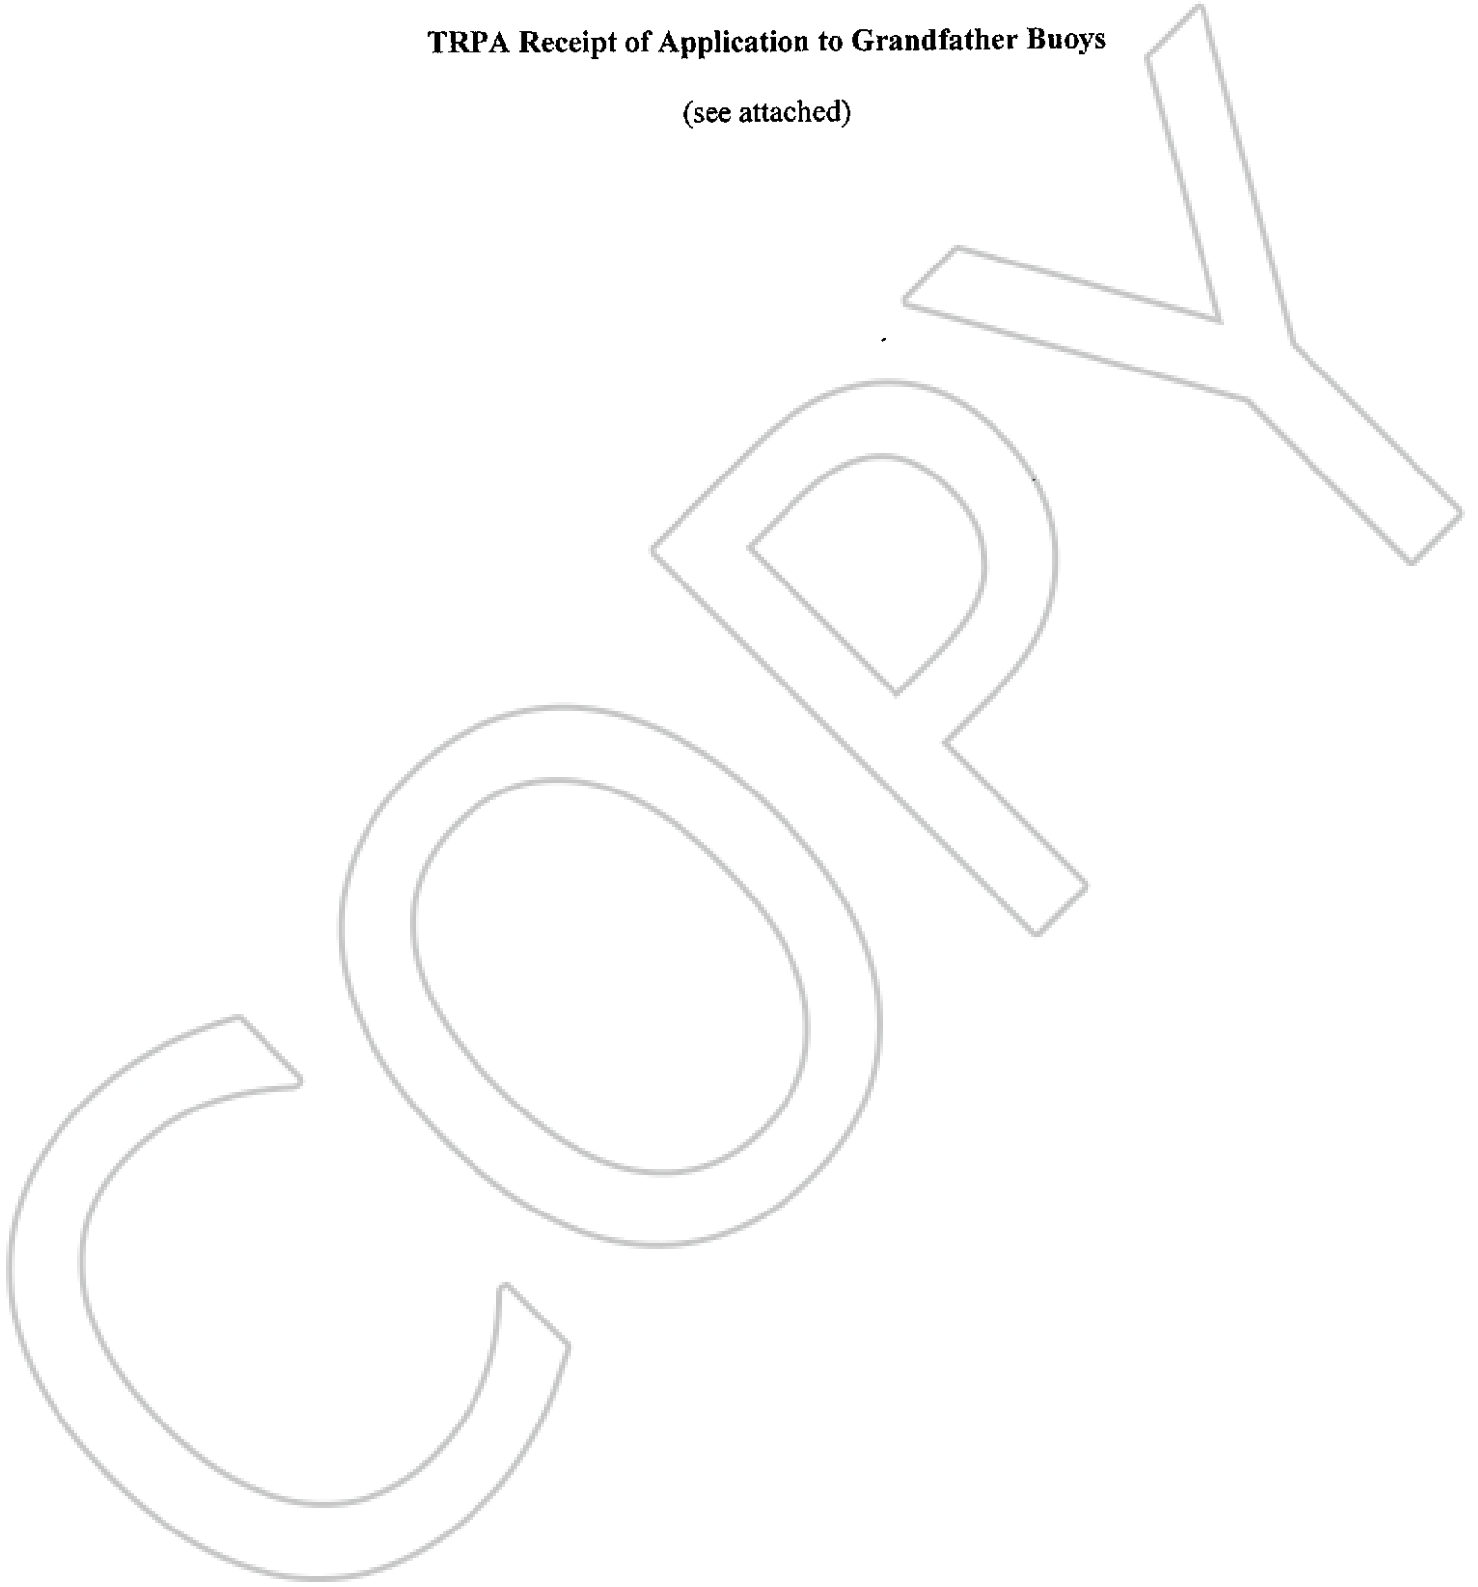 TRPA Receipt of Application to Grandfather Buoys
(see attached)
COPY